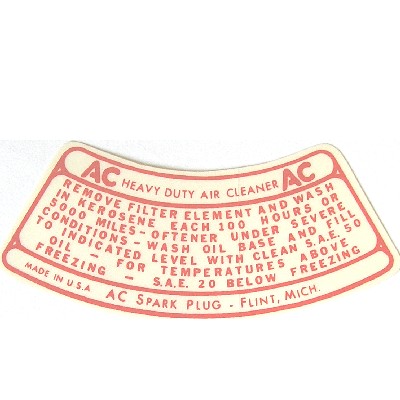 AC HEAVY DUTY AIR CLEANER AC
REMOVE FILTER ELEMENT AND WASH
IN KEROSENE EACH 100 HOURS OR
5000 MILES - OFTENER UNDER SEVERE
CONDITIONS - WASH OIL BASE AND FILL
TO INDICATED LEVEL WITH CLEAN S.A.E. 50
OIL - FOR TEMPERATURES ABOVE
FREEZING - S.A.E. 20 BELOW FREEZING
MADE IN U.S.A AC SPARK PLUG - FLINT, MICH.